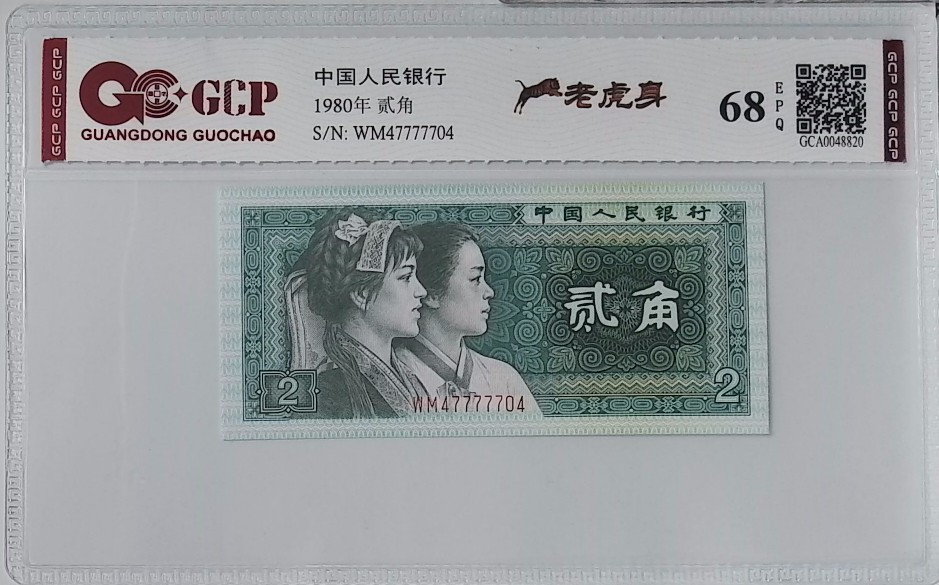 GCP GCP GCP
GC GCP
GUANGDONG GUOCHAO
中国人民银行
1980年 贰角
S/N: WM47777704
老虎身
68
EPQ
GCA0048820
GCP GCP GCP
中国人民银行
贰角
2
2
WM47777704